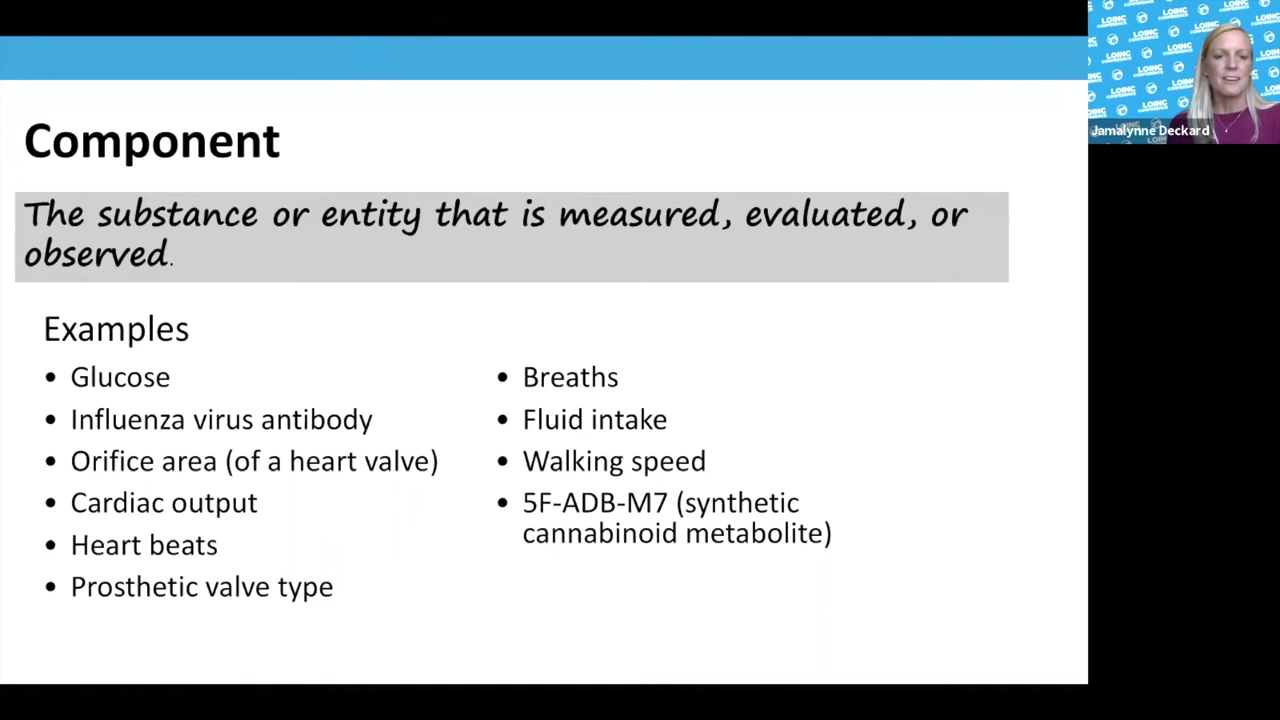 Component
The substance or entity that is measured, evaluated, or
observed.
Examples
• Glucose
• Influenza virus antibody
• Orifice area (of a heart valve)
• Cardiac output
• Heart beats
• Prosthetic valve type
• Breaths
• Fluid intake
• Walking speed
• 5F-ADB-M7 (synthetic
cannabinoid metabolite)
LOINC
CONFERENCE
Jamalynne Deckard